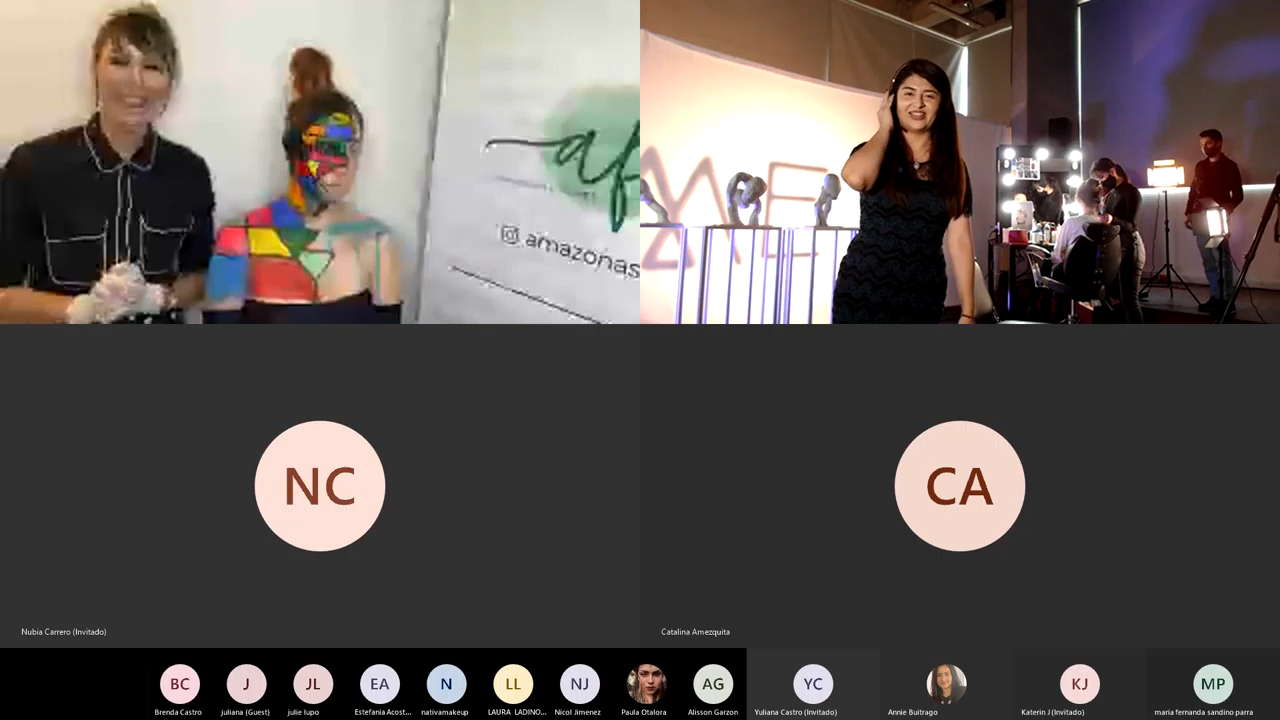 af
amazonas
ME
NC
CA
Nubia Carrero (Invitado)
Catalina Amezquita
BC
J
JL
EA
N
LL
NJ
AG
YC
KJ
MP
Brenda Castro
juliana (Guest)
julie lupo
Estefania Acost...
nativamakeup
LAURA LADINO...
Nicol Jimenez
Paula Otalora
Alisson Garzon
Yuliana Castro (Invitado)
Annie Buitrago
Katerin J (Invitado)
maria fernanda sandino parra